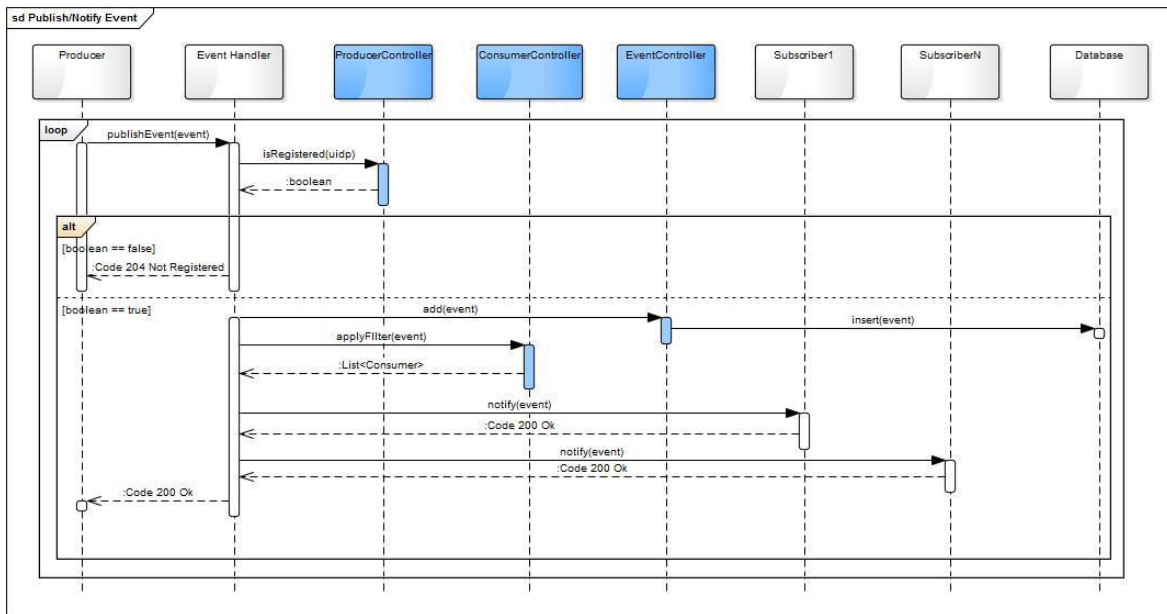 sd Publish/Notify Event
Producer
Event Handler
ProducerController
ConsumerController
EventController
Subscriber1
SubscriberN
Database
loop
publishEvent(event)
isRegistered(uidp)
:boolean
alt
[boolean == false]
:Code 204 Not Registered
[boolean == true]
add(event)
insert(event)
applyFIlter(event)
:List<Consumer>
notify(event)
:Code 200 Ok
notify(event)
:Code 200 Ok
:Code 200 Ok